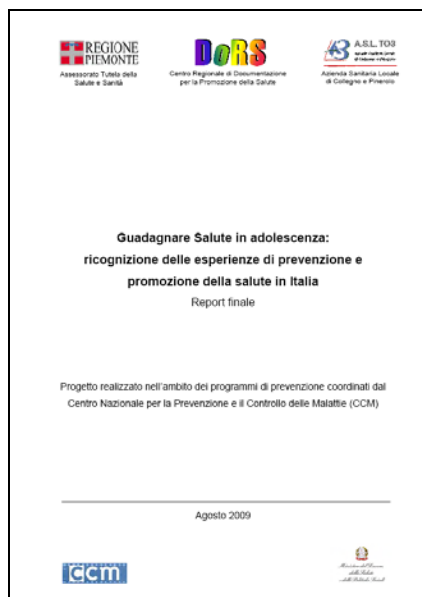 REGIONE
PIEMONTE
Assessorato Tutela della
Salute e Sanità
DoRS
Centro Regionale di Documentazione
per la Promozione della Salute
A.S.L. TO3
Azienda Sanitaria Locale
di Collegno e Pinerolo
Guadagnare Salute in adolescenza:
ricognizione delle esperienze di prevenzione e
promozione della salute in Italia
Report finale
Progetto realizzato nell'ambito dei programmi di prevenzione coordinati dal
Centro Nazionale per la Prevenzione e il Controllo delle Malattie (CCM)
Agosto 2009
ccm